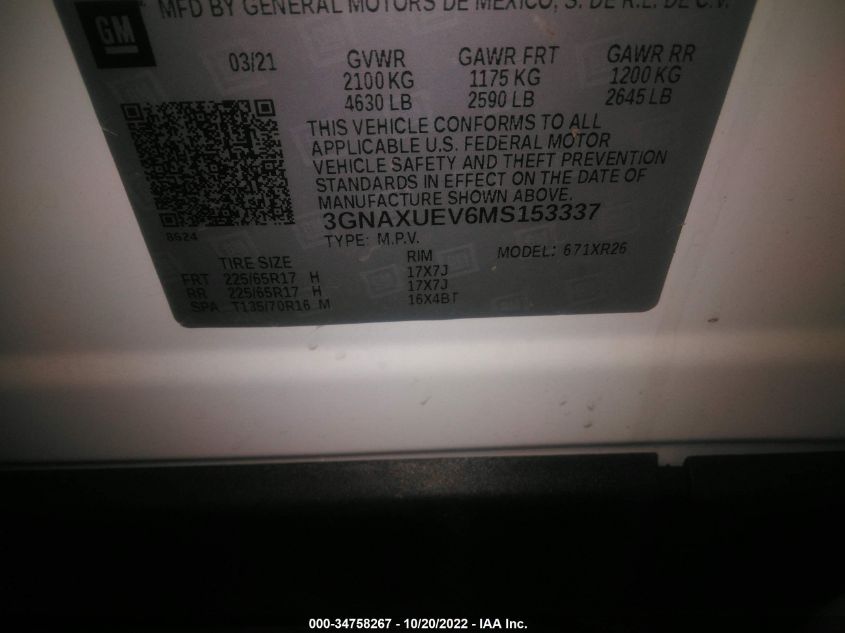 GM
MFD BY GENERAL MOTORS DE MEXICO, S. DE R.L. DE C.V.
03/21 GVWR GAWR FRT GAWR RR
2100 KG 1175 KG 1200 KG
4630 LB 2590 LB 2645 LB
THIS VEHICLE CONFORMS TO ALL
APPLICABLE U.S. FEDERAL MOTOR
VEHICLE SAFETY AND THEFT PREVENTION
STANDARDS IN EFFECT ON THE DATE OF
MANUFACTURE SHOWN ABOVE.
3GNAXUEV6MS153337
8624
TYPE: M.P.V.
TIRE SIZE RIM MODEL: 671XR26
FRT 225/65R17 H 17X7J
RR 225/65R17 H 17X7J
SPA T135/70R16 M 16X4BT
000-34758267 - 10/20/2022 - IAA Inc.